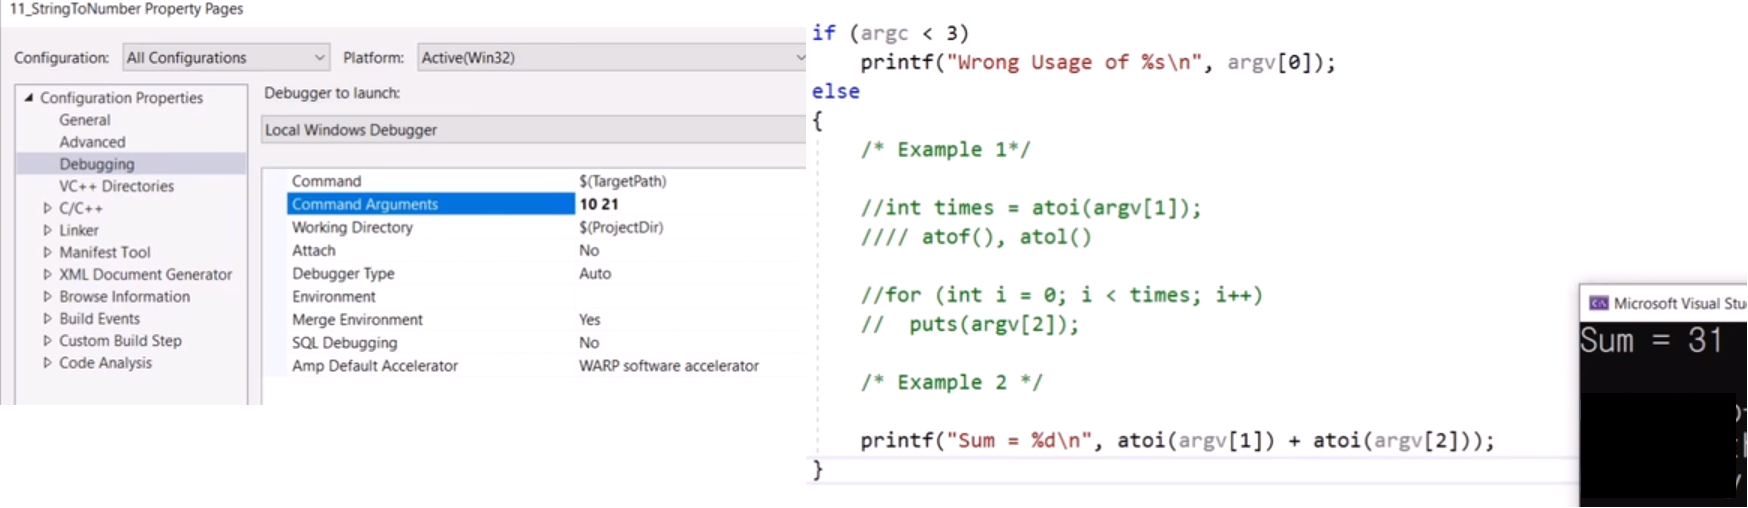 11_StringToNumber Property Pages
Configuration: All Configurations Platform: Active(Win32)
Configuration Properties
General
Advanced
Debugging
VC++ Directories
C/C++
Linker
Manifest Tool
XML Document Generator
Browse Information
Build Events
Custom Build Step
Code Analysis
Debugger to launch:
Local Windows Debugger
Command $(TargetPath)
Command Arguments 10 21
Working Directory $(ProjectDir)
Attach No
Debugger Type Auto
Environment
Merge Environment Yes
SQL Debugging No
Amp Default Accelerator WARP software accelerator
if (argc < 3)
printf("Wrong Usage of %s\n", argv[0]);
else
{
/* Example 1*/
//int times = atoi(argv[1]);
//// atof(), atol()
//for (int i = 0; i < times; i++)
// puts(argv[2]);
/* Example 2 */
printf("Sum = %d\n", atoi(argv[1]) + atoi(argv[2]));
}
Microsoft Visual Stu
Sum = 31